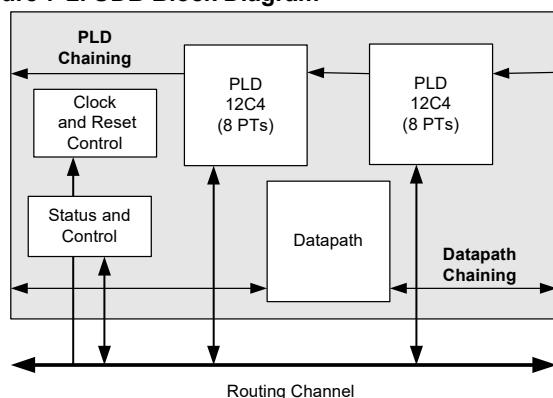 PLD
Chaining
PLD
12C4
(8 PTs)
PLD
12C4
(8 PTs)
Clock
and Reset
Control
Status and
Control
Datapath
Datapath
Chaining
Routing Channel